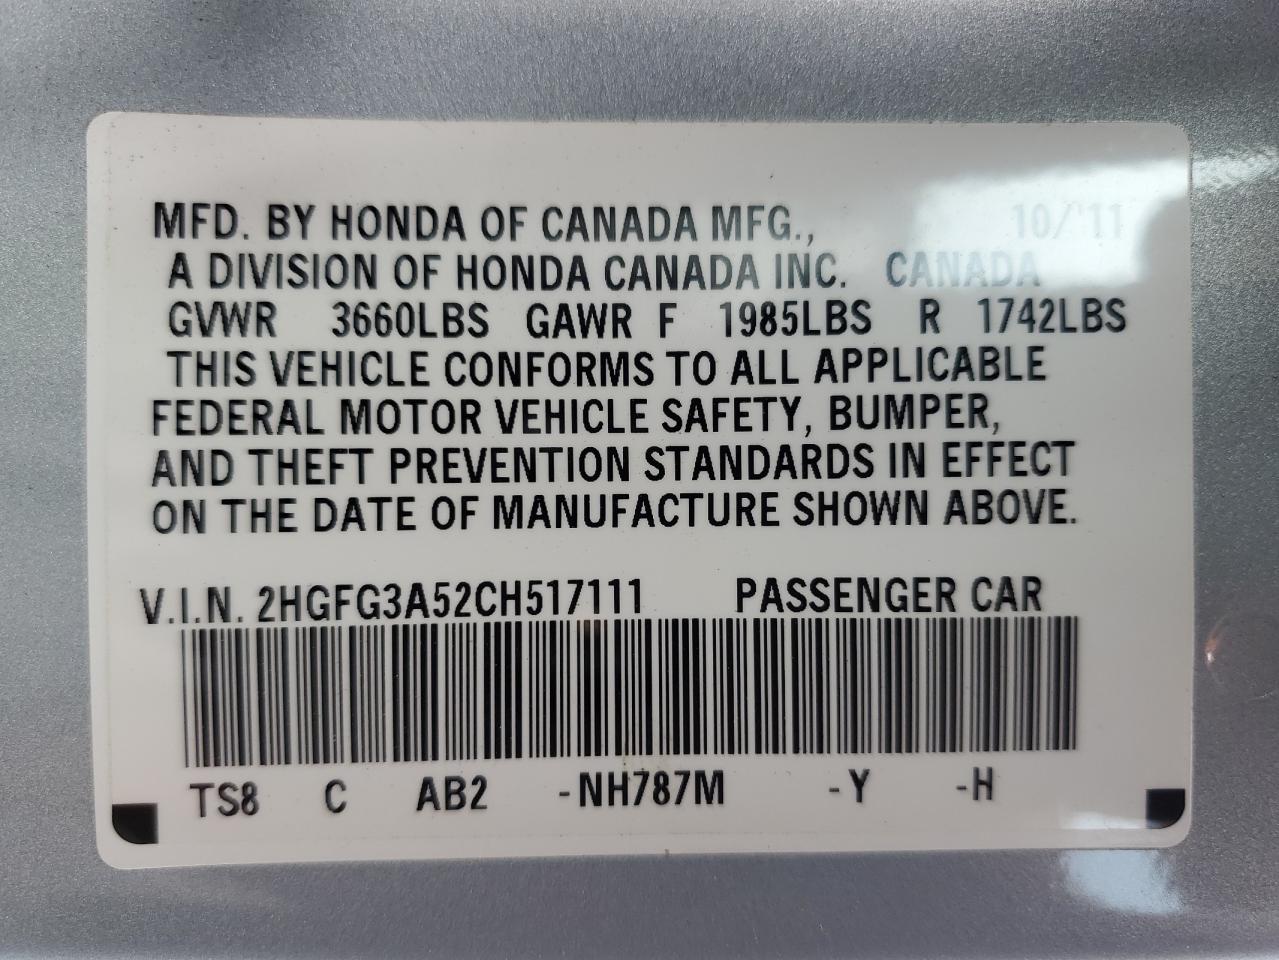 MFD. BY HONDA OF CANADA MFG., 10/'11
A DIVISION OF HONDA CANADA INC. CANADA
GVWR 3660LBS GAWR F 1985LBS R 1742LBS
THIS VEHICLE CONFORMS TO ALL APPLICABLE
FEDERAL MOTOR VEHICLE SAFETY, BUMPER,
AND THEFT PREVENTION STANDARDS IN EFFECT
ON THE DATE OF MANUFACTURE SHOWN ABOVE.
V.I.N. 2HGFG3A52CH517111 PASSENGER CAR
TS8 C AB2 -NH787M -Y -H